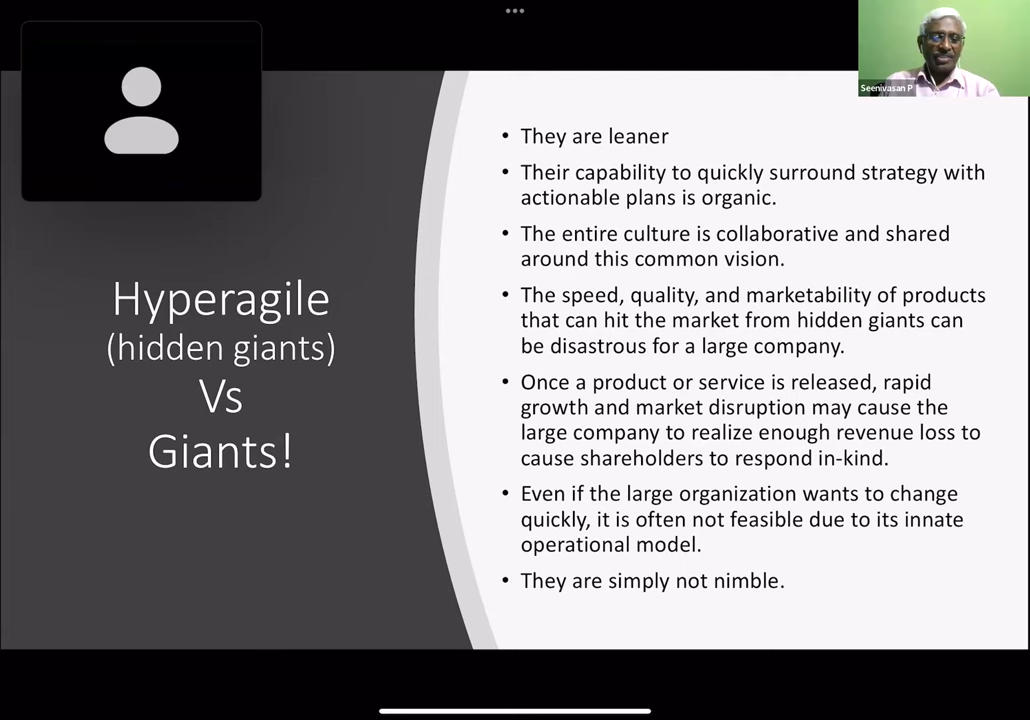 Seenivasan P
Hyperagile
(hidden giants)
Vs
Giants!
• They are leaner
• Their capability to quickly surround strategy with
actionable plans is organic.
• The entire culture is collaborative and shared
around this common vision.
• The speed, quality, and marketability of products
that can hit the market from hidden giants can
be disastrous for a large company.
• Once a product or service is released, rapid
growth and market disruption may cause the
large company to realize enough revenue loss to
cause shareholders to respond in-kind.
• Even if the large organization wants to change
quickly, it is often not feasible due to its innate
operational model.
• They are simply not nimble.